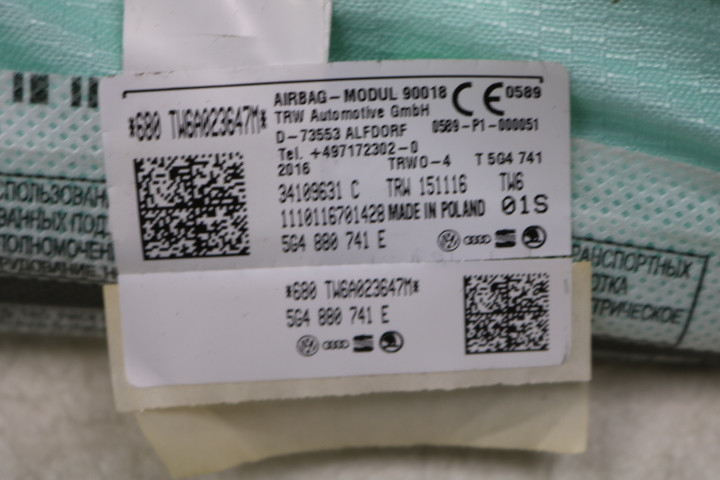 AIRBAG-MODUL 90018 CE 0589
*680 TW6A023647M*
TRW Automotive GmbH
D-73553 ALFDORF 0589-P1-000051
Tel. +497172302-0
2016 TRWO-4 T 5G4 741
34109631 C TRW 151116 TW6
1110116701428 MADE IN POLAND 01S
5G4 880 741 E
*680 TW6A023647M*
5G4 880 741 E
СПОЛЬЗОВАН
ВАННЫХ ПОД
ПОЛНОМОЧЕН
РАНСПОРТНЫХ
ОТКА
ТРИЧЕСКОЕ